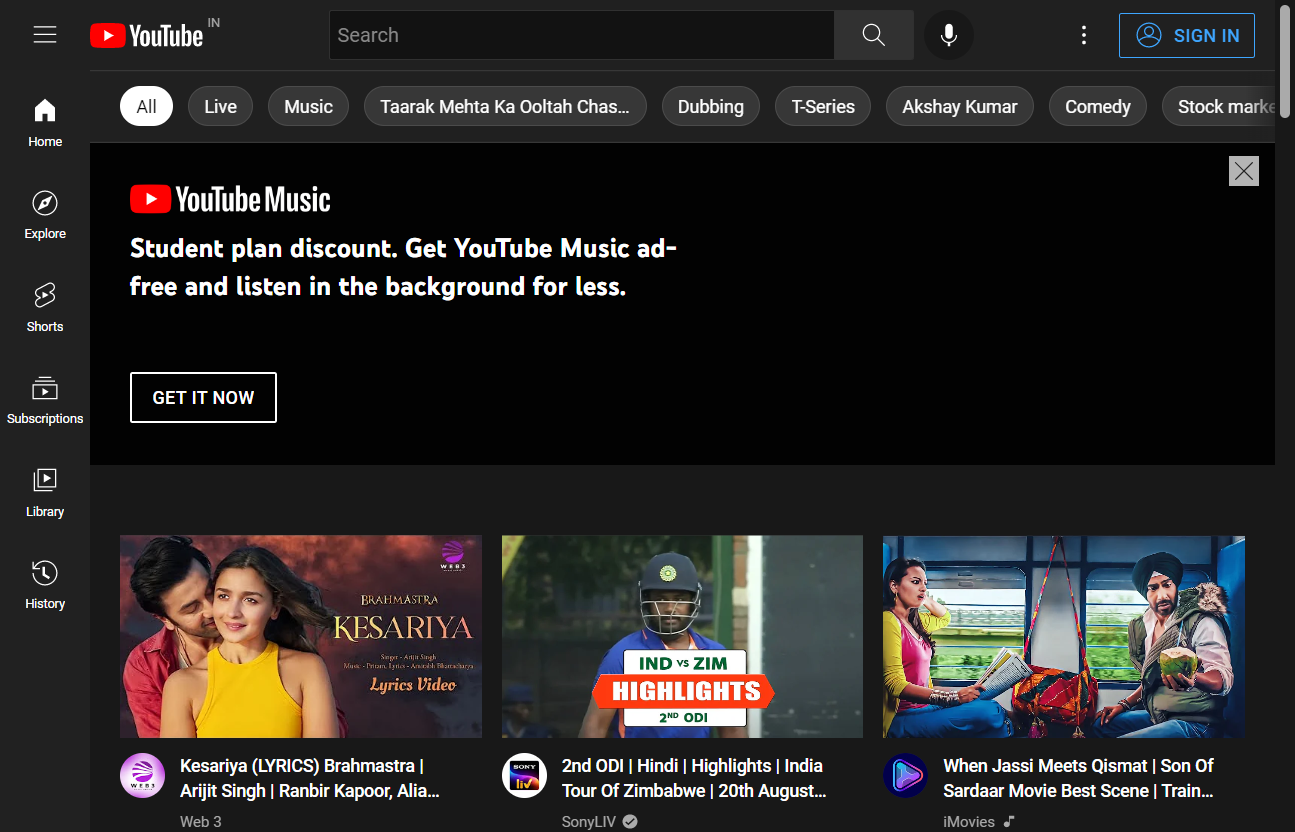 YouTube IN
Search
SIGN IN
All
Live
Music
Taarak Mehta Ka Ooltah Chas...
Dubbing
T-Series
Akshay Kumar
Comedy
Stock marke
Home
Explore
Shorts
Subscriptions
Library
History
YouTube Music
Student plan discount. Get YouTube Music ad-
free and listen in the background for less.
GET IT NOW
WEB3
BRAHMASTRA
KESARIYA
Singer - Arijit Singh
Music - Pritam, Lyrics - Amitabh Bhattacharya
Lyrics Video
IND vs ZIM
HIGHLIGHTS
2ND ODI
WEB3
Kesariya (LYRICS) Brahmastra |
Arijit Singh | Ranbir Kapoor, Alia...
Web 3
SONY
liv
2nd ODI | Hindi | Highlights | India
Tour Of Zimbabwe | 20th August...
SonyLIV
When Jassi Meets Qismat | Son Of
Sardaar Movie Best Scene | Train...
iMovies